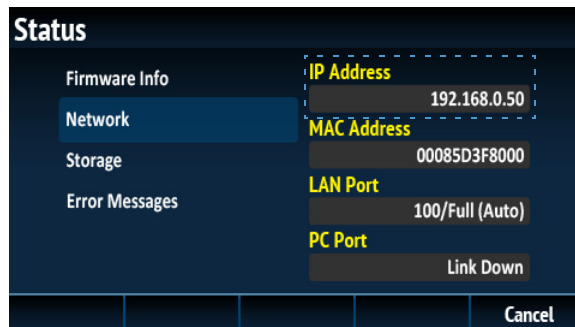 Status
Firmware Info
Network
Storage
Error Messages
IP Address
192.168.0.50
MAC Address
00085D3F8000
LAN Port
100/Full (Auto)
PC Port
Link Down
Cancel